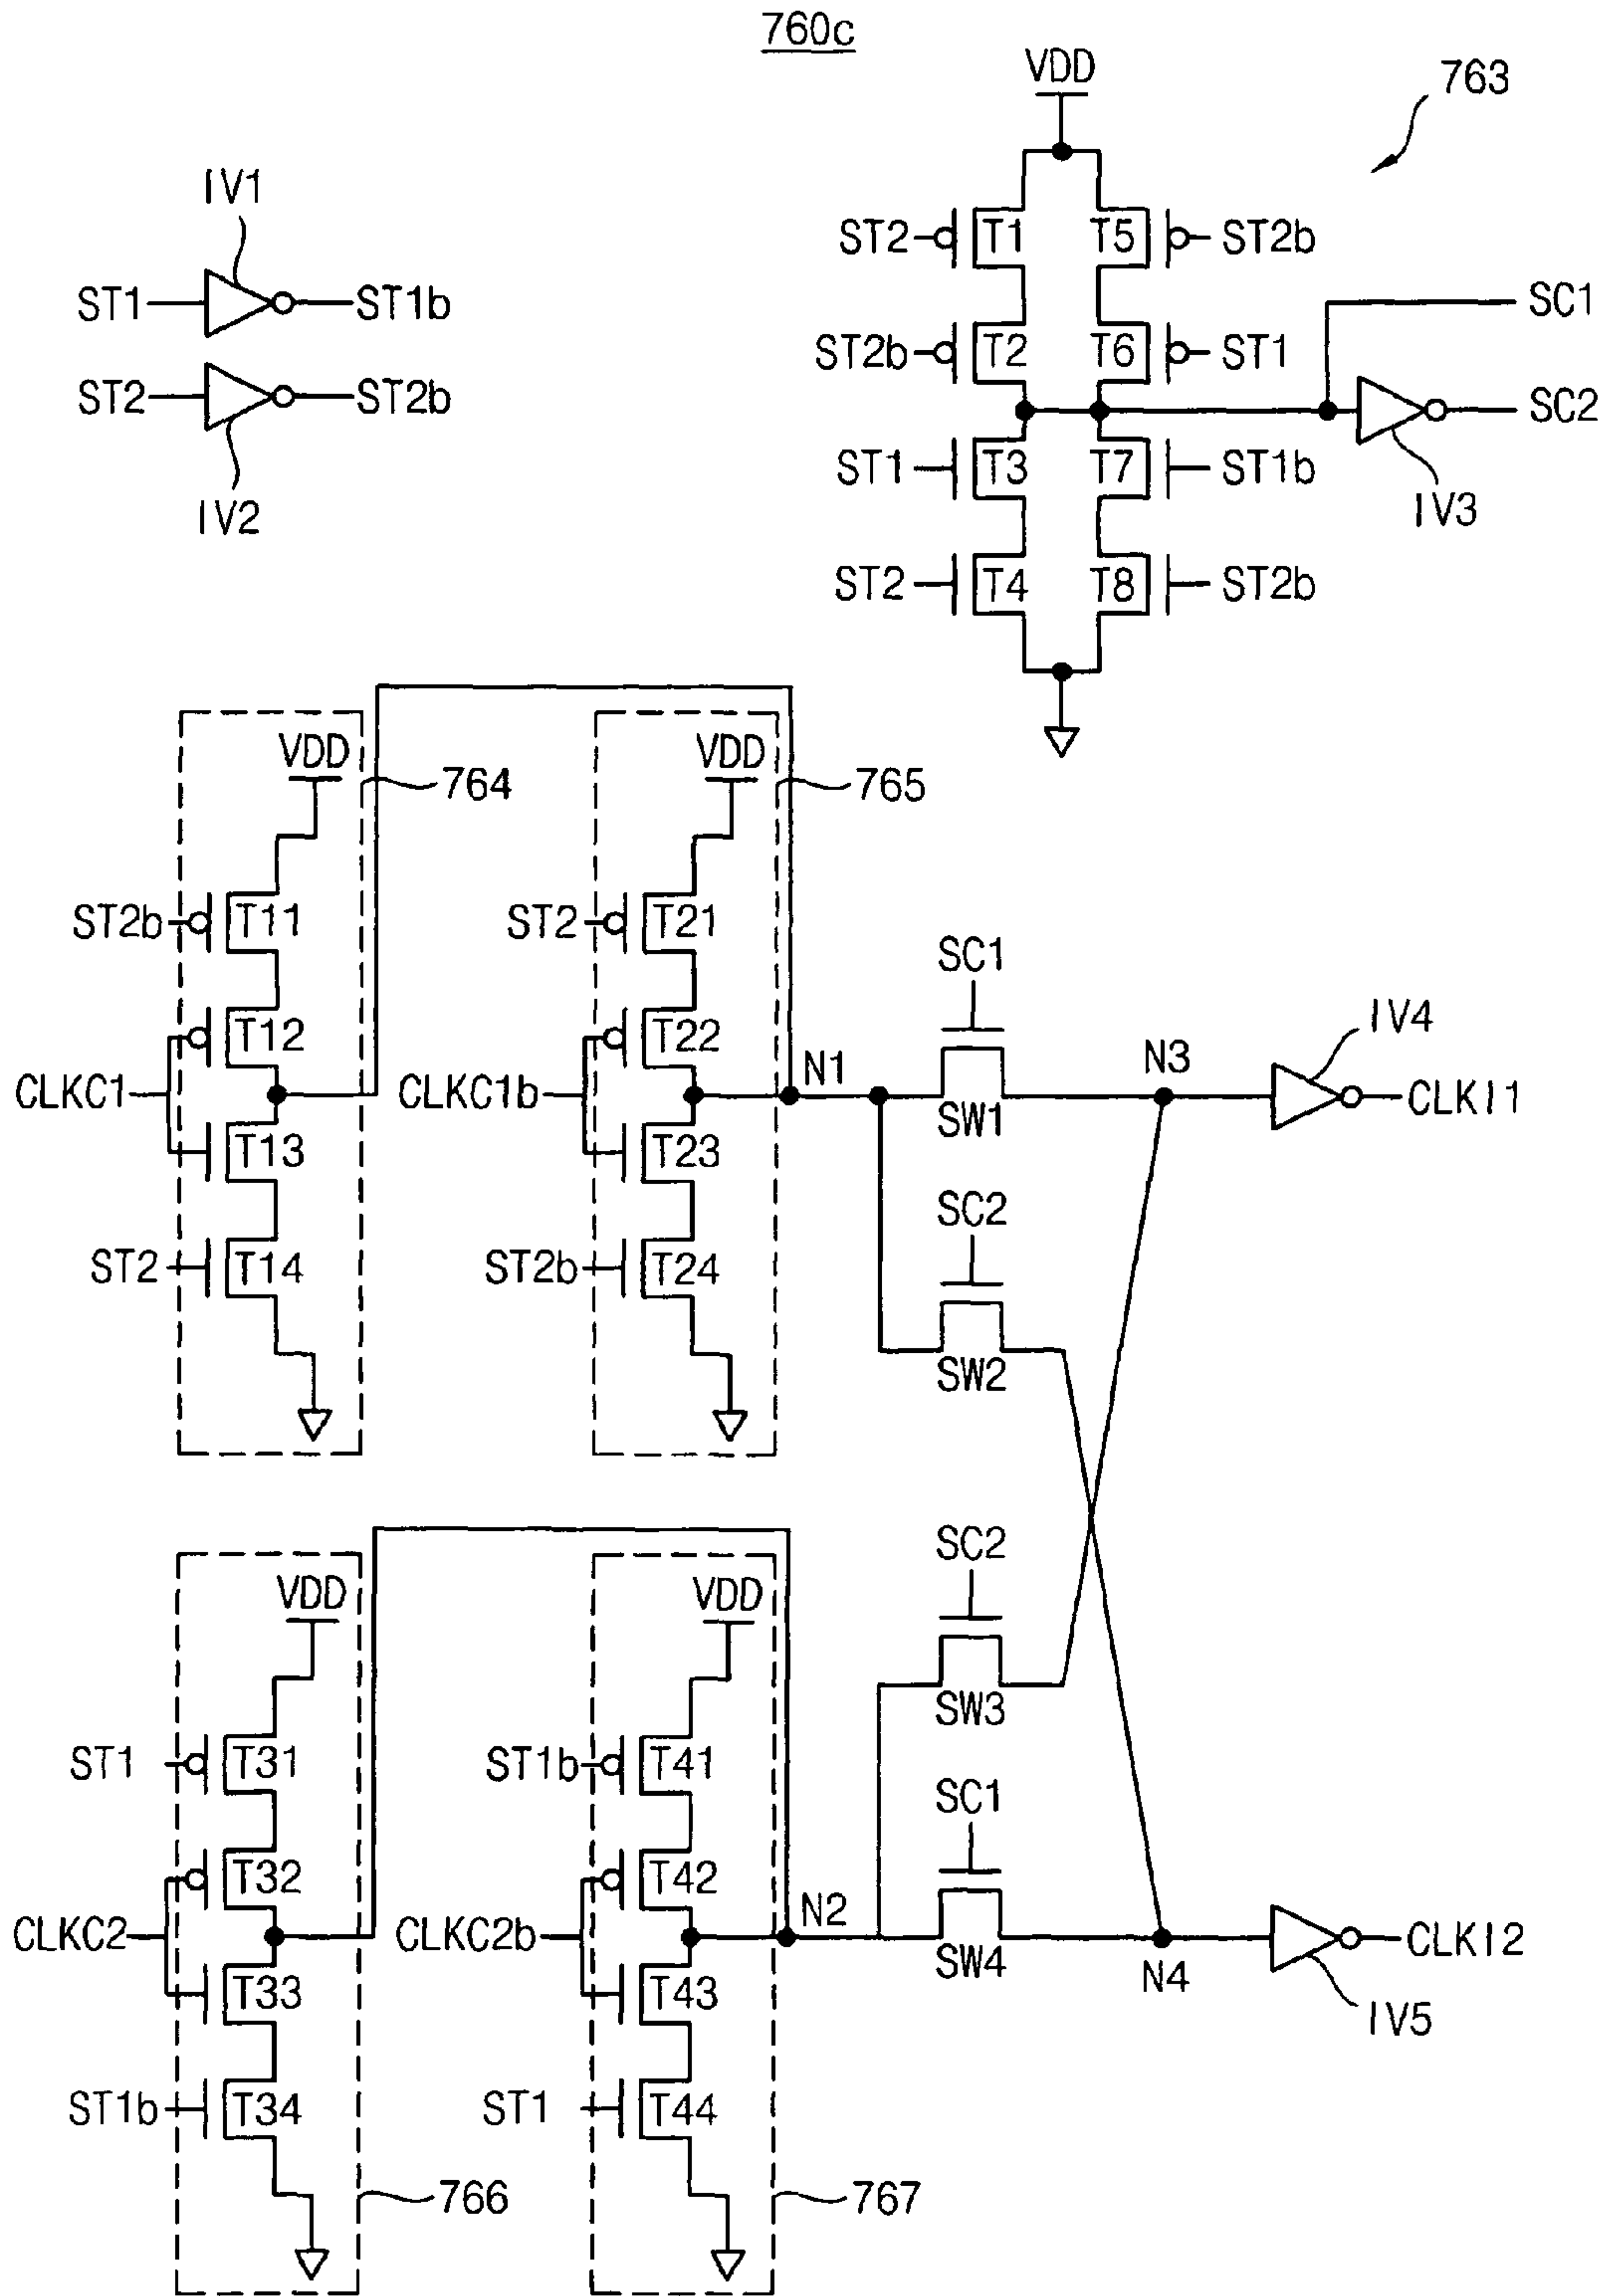 760c
VDD
763
IV1
ST2 T1 T5 ST2b
ST1 ST1b
SC1
ST2b T2 T6 ST1
ST2 ST2b
SC2
ST1 T3 T7 ST1b
IV2
IV3
ST2 T4 T8 ST2b
VDD 764 VDD 765
ST2b T11 ST2 T21
SC1
T12 T22
IV4
N1 N3
CLKC1 CLKC1b CLKI1
SW1
T13 T23
SC2
ST2 T14 ST2b T24
SW2
SC2
VDD VDD
SW3
ST1 T31 ST1b T41
SC1
T32 T42
N2
CLKC2 CLKC2b CLKI2
SW4
N4
T33 T43
IV5
ST1b T34 ST1 T44
766 767